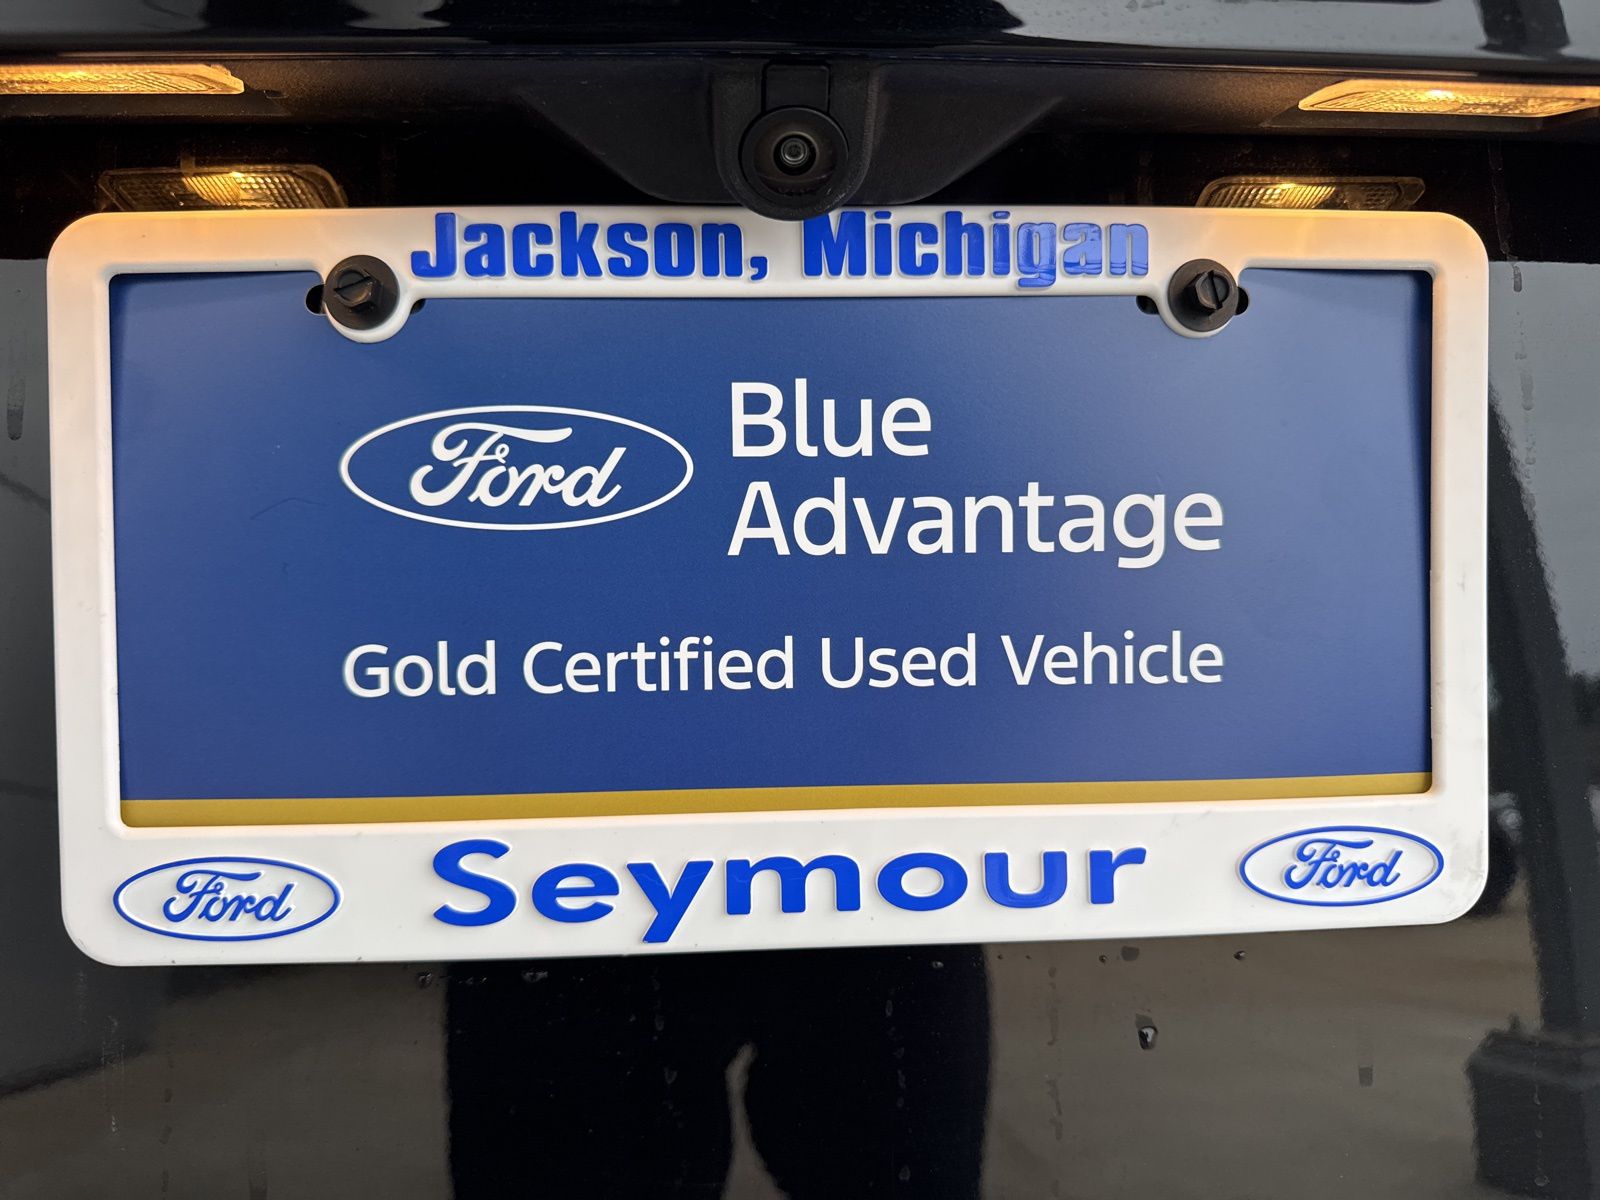 Jackson, Michigan
Ford
Blue
Advantage
Gold Certified Used Vehicle
Ford
Seymour
Ford